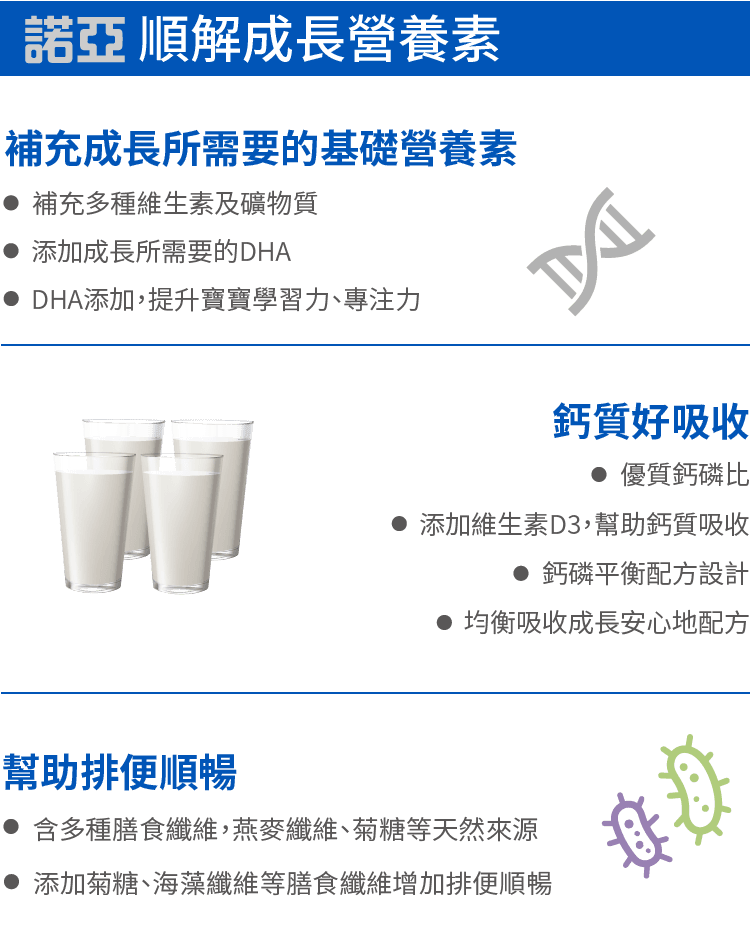 諾亞 順解成長營養素
補充成長所需要的基礎營養素
● 補充多種維生素及礦物質
● 添加成長所需要的DHA
● DHA添加，提升寶寶學習力、專注力
鈣質好吸收
● 優質鈣磷比
● 添加維生素D3，幫助鈣質吸收
● 鈣磷平衡配方設計
● 均衡吸收成長安心地配方
幫助排便順暢
● 含多種膳食纖維，燕麥纖維、菊糖等天然來源
● 添加菊糖、海藻纖維等膳食纖維增加排便順暢